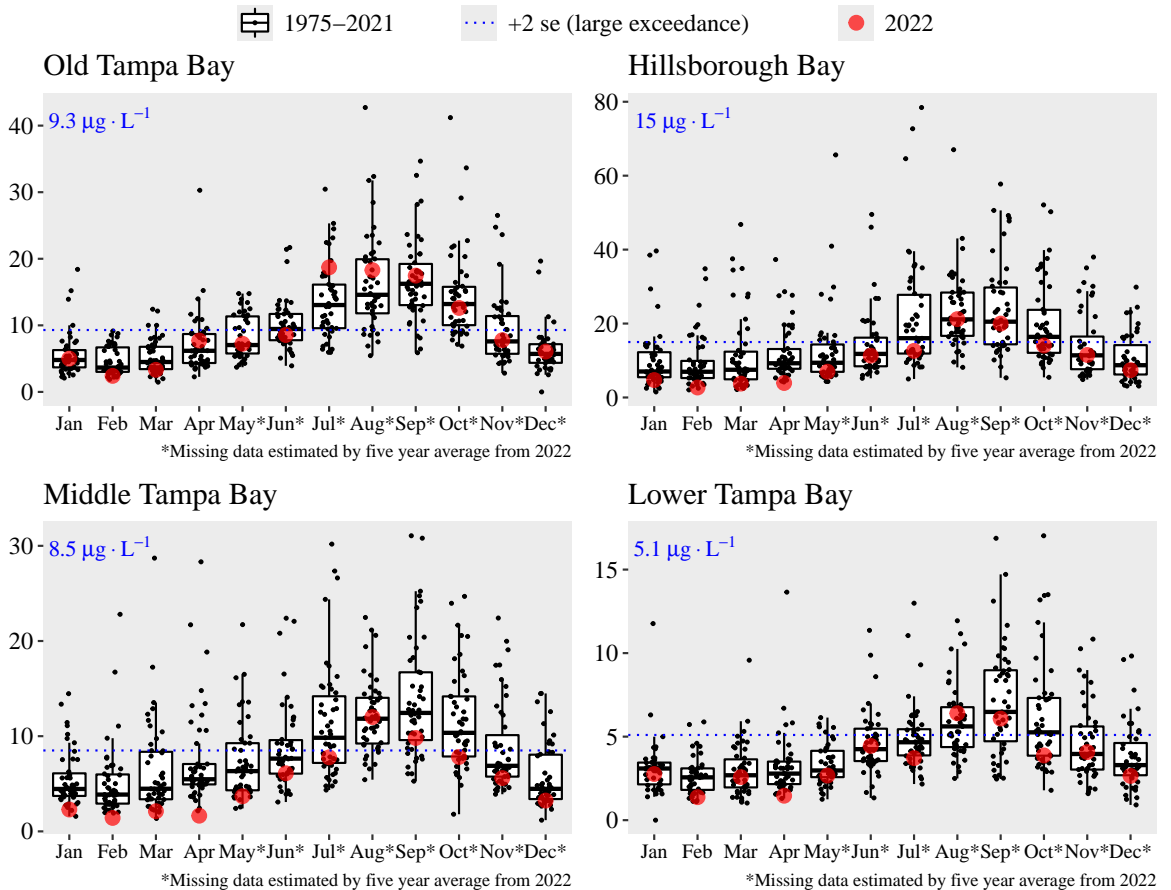 1975–2021 +2 se (large exceedance) 2022
Old Tampa Bay
9.3 μg · L⁻¹
40
30
20
10
0
Jan Feb Mar Apr May* Jun* Jul* Aug* Sep* Oct* Nov* Dec*
*Missing data estimated by five year average from 2022
Hillsborough Bay
15 μg · L⁻¹
80
60
40
20
0
Jan Feb Mar Apr May* Jun* Jul* Aug* Sep* Oct* Nov* Dec*
*Missing data estimated by five year average from 2022
Middle Tampa Bay
8.5 μg · L⁻¹
30
20
10
0
Jan Feb Mar Apr May* Jun* Jul* Aug* Sep* Oct* Nov* Dec*
*Missing data estimated by five year average from 2022
Lower Tampa Bay
5.1 μg · L⁻¹
15
10
5
0
Jan Feb Mar Apr May* Jun* Jul* Aug* Sep* Oct* Nov* Dec*
*Missing data estimated by five year average from 2022